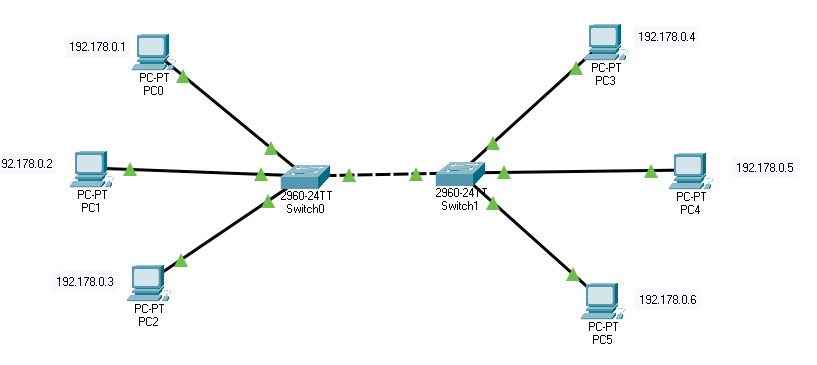 192.178.0.1
PC-PT
PC0
192.178.0.4
PC-PT
PC3
92.178.0.2
PC-PT
PC1
2960-24TT
Switch0
2960-24TT
Switch1
192.178.0.5
PC-PT
PC4
192.178.0.3
PC-PT
PC2
192.178.0.6
PC-PT
PC5